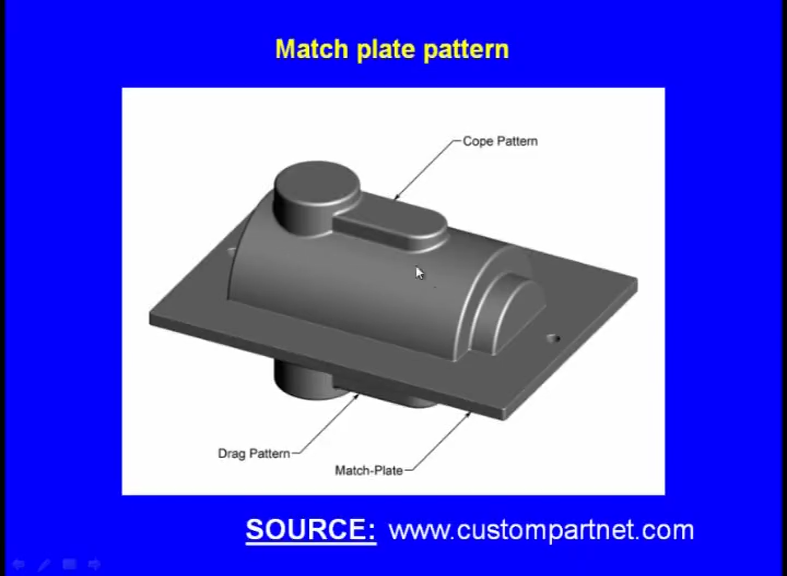 Match plate pattern
Cope Pattern
Drag Pattern
Match-Plate
SOURCE: www.custompartnet.com